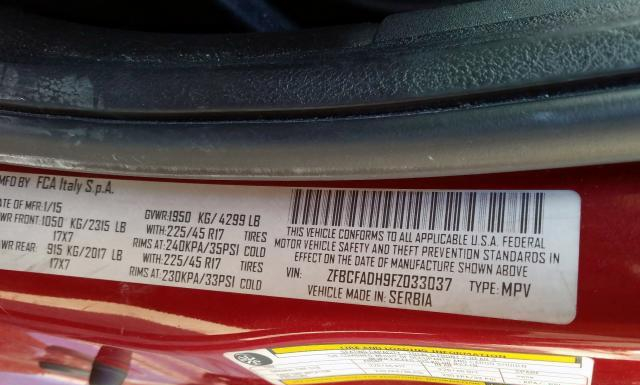 MFD BY FCA Italy S.p.A.
OF MFR:1/15 GVWR:1950 KG/4299 LB
FRONT:1050 KG/2315 LB WITH:225/45 R17 TIRES
17X7 RIMS AT:240KPA/35PSI COLD
REAR: 915 KG/2017 LB WITH:225/45 R17 TIRES
17X7 RIMS AT:230KPA/33PSI COLD
THIS VEHICLE CONFORMS TO ALL APPLICABLE U.S.A. FEDERAL
MOTOR VEHICLE SAFETY AND THEFT PREVENTION STANDARDS IN
EFFECT ON THE DATE OF MANUFACTURE SHOWN ABOVE.
VIN: ZFBCFADH9FZ033037 TYPE: MPV
VEHICLE MADE IN: SERBIA
TIRE AND LOADING INFORMATION